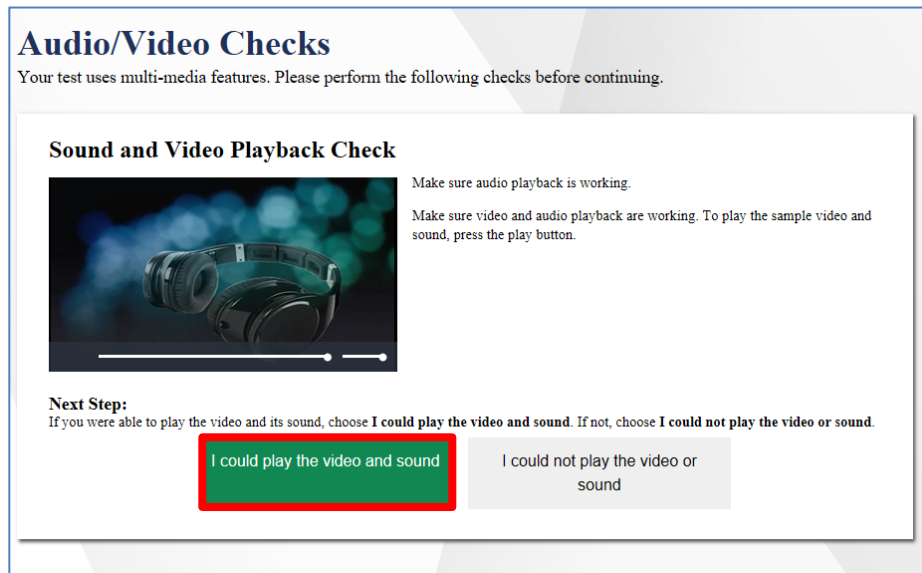 Audio/Video Checks
Your test uses multi-media features. Please perform the following checks before continuing.
Sound and Video Playback Check
Make sure audio playback is working.
Make sure video and audio playback are working. To play the sample video and
sound, press the play button.
Next Step:
If you were able to play the video and its sound, choose I could play the video and sound. If not, choose I could not play the video or sound.
I could play the video and sound
I could not play the video or
sound